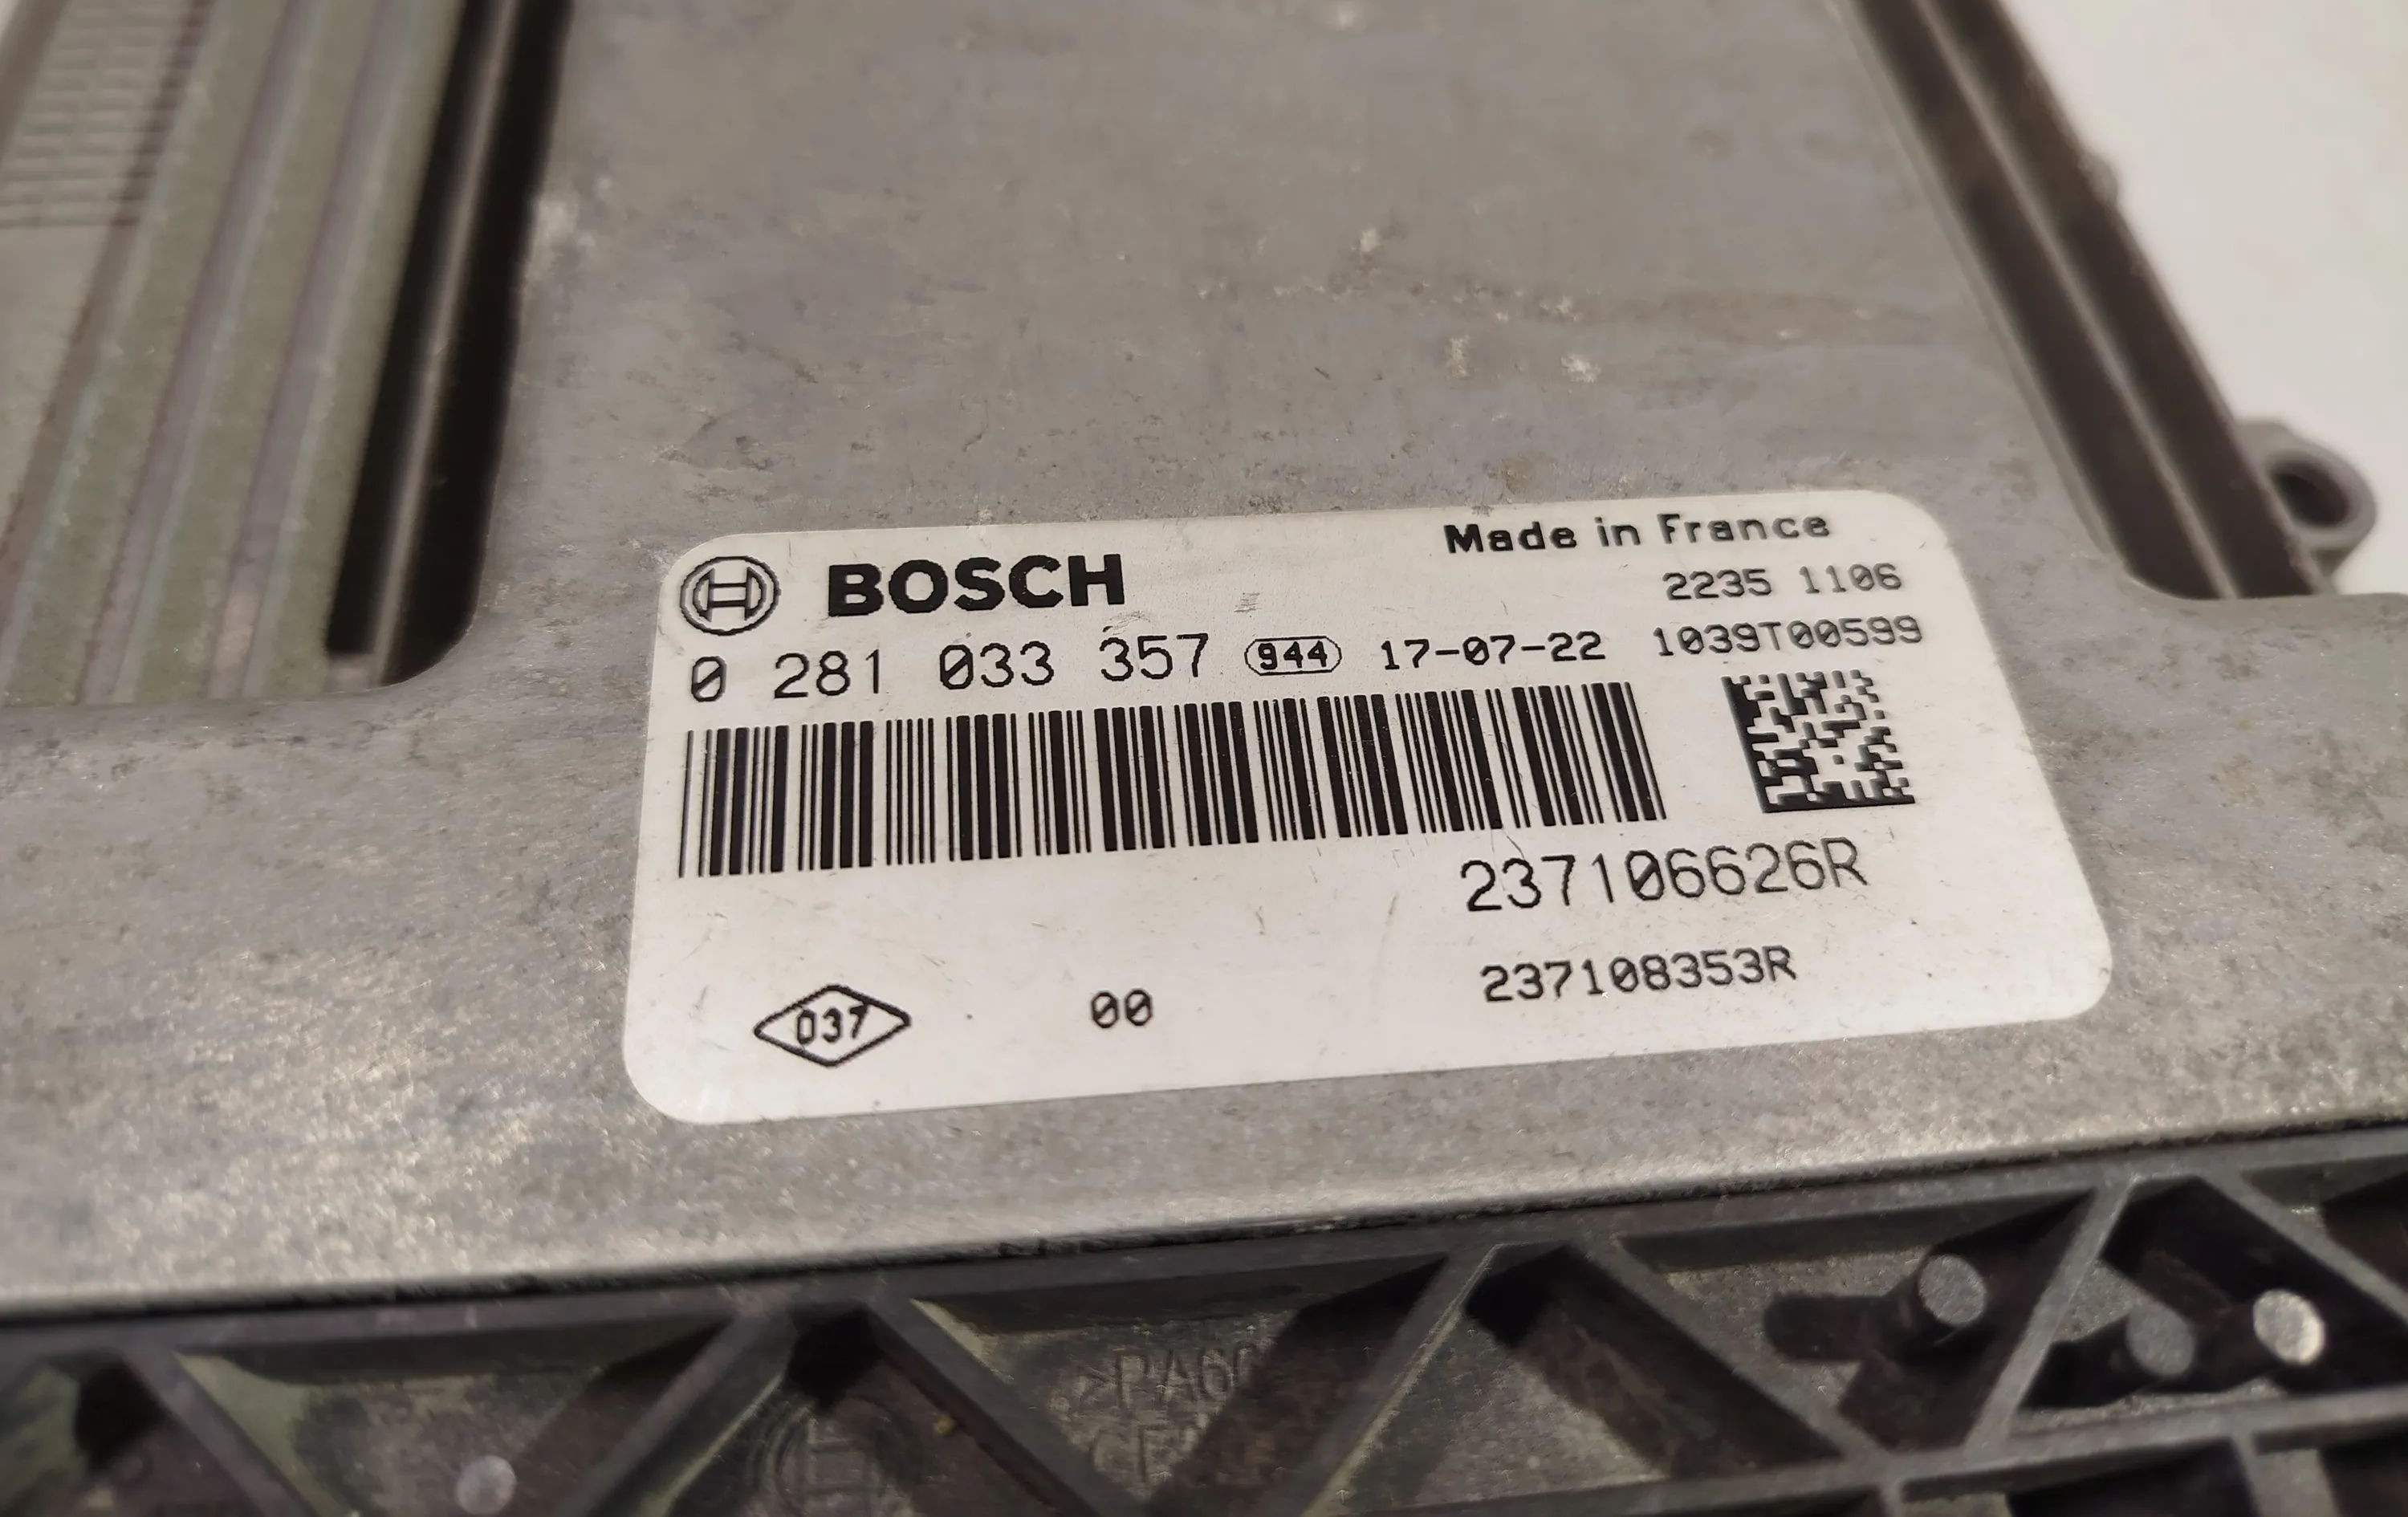 BOSCH
Made in France
2235 1106
0 281 033 357 944 17-07-22 1039T00599
237106626R
037 00 237108353R
>PA66